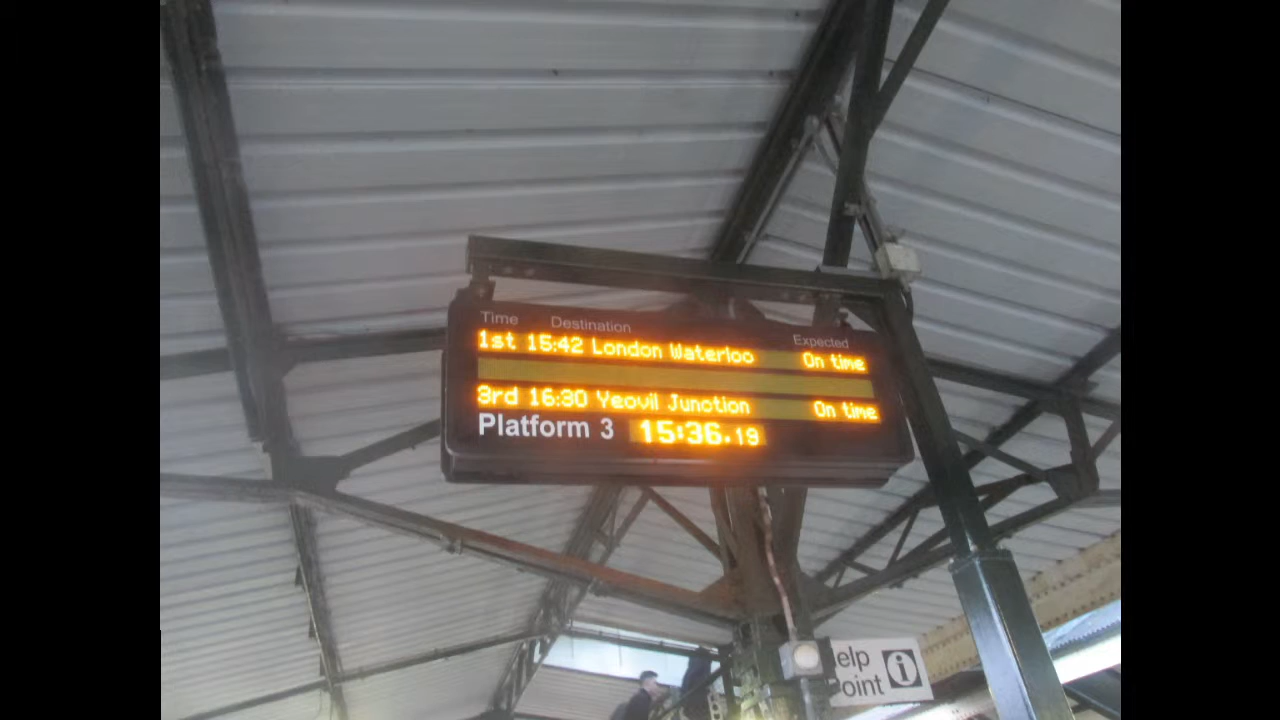 Time Destination Expected
1st 15:42 London Waterloo On time
3rd 16:30 Yeovil Junction On time
Platform 3 15:36.19
elp
Point